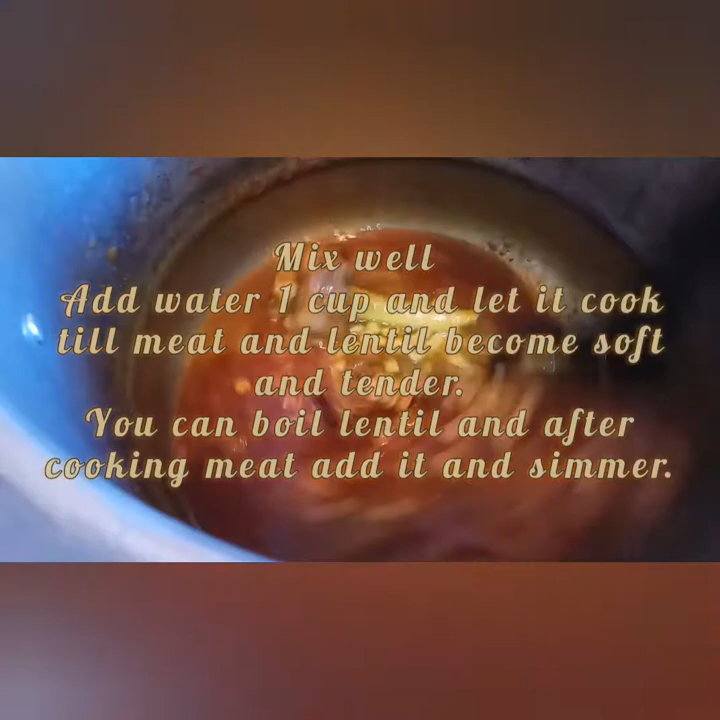 Mix well
Add water 1 cup and let it cook
till meat and lentil become soft
and tender.
You can boil lentil and after
cooking meat add it and simmer.